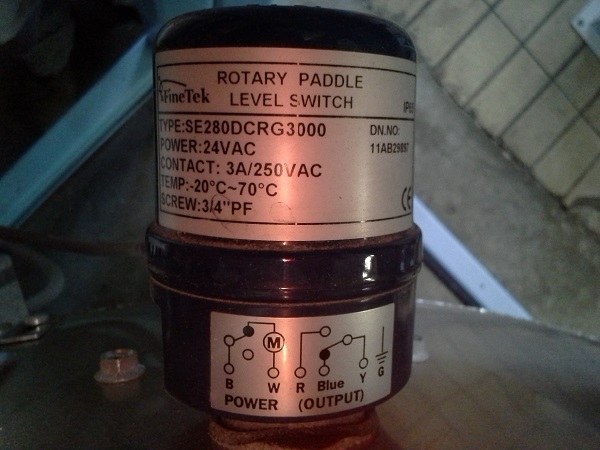 FineTek
ROTARY PADDLE
LEVEL SWITCH
TYPE:SE280DCRG3000
POWER:24VAC
CONTACT: 3A/250VAC
TEMP:-20°C~70°C
SCREW:3/4"PF
DN.NO:
11AB29897
CE
M
B W R Blue Y G
POWER (OUTPUT)